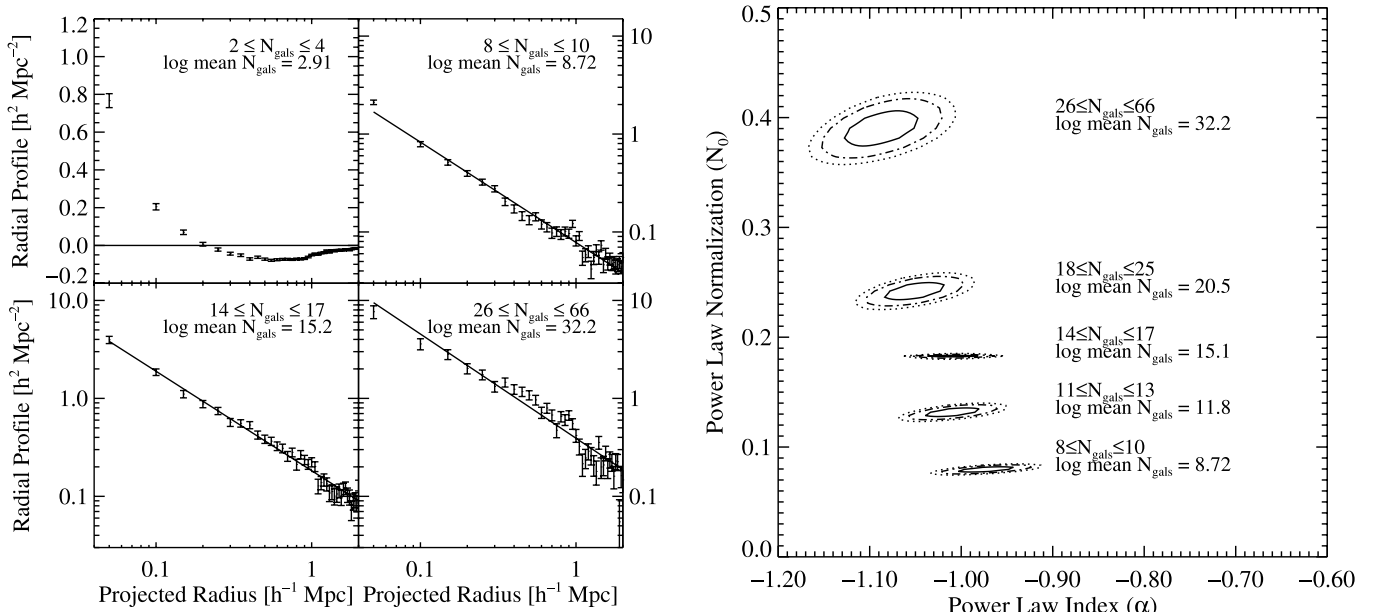 Radial Profile [h² Mpc⁻²]
1.2
1.0
0.8
0.6
0.4
0.2
0.0
−0.2
2 ≤ N_gals ≤ 4
log mean N_gals = 2.91
8 ≤ N_gals ≤ 10
log mean N_gals = 8.72
10
1
0.1
Radial Profile [h² Mpc⁻²]
10.0
1.0
0.1
14 ≤ N_gals ≤ 17
log mean N_gals = 15.2
26 ≤ N_gals ≤ 66
log mean N_gals = 32.2
10
1
0.1
0.1 1
0.1 1
Projected Radius [h⁻¹ Mpc]
Projected Radius [h⁻¹ Mpc]
Power Law Normalization (N₀)
0.5
0.4
0.3
0.2
0.1
0.0
26≤N_gals≤66
log mean N_gals = 32.2
18≤N_gals≤25
log mean N_gals = 20.5
14≤N_gals≤17
log mean N_gals = 15.1
11≤N_gals≤13
log mean N_gals = 11.8
8≤N_gals≤10
log mean N_gals = 8.72
−1.20 −1.10 −1.00 −0.90 −0.80 −0.70 −0.60
Power Law Index (α)